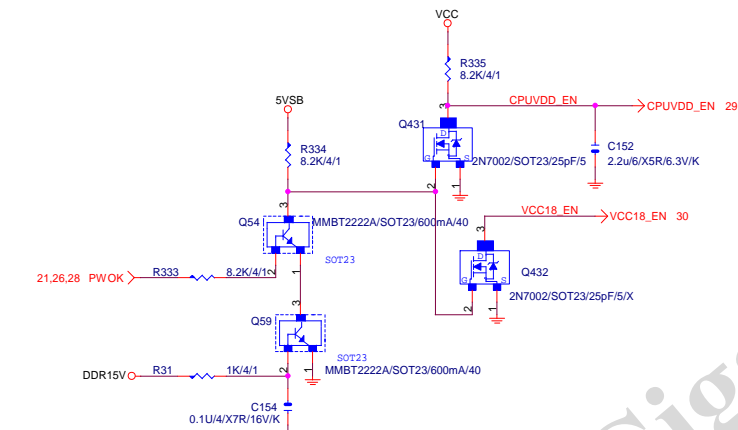 VCC
R335
8.2K/4/1
CPUVDD_EN
CPUVDD_EN 29
3
5VSB
Q431
D
G
S
2N7002/SOT23/25pF/5
C152
2.2u/6/X5R/6.3V/K
R334
8.2K/4/1
2
1
3
Q54
MMBT2222A/SOT23/600mA/40
SOT23
VCC18_EN
VCC18_EN 30
3
D
G
S
Q432
2N7002/SOT23/25pF/5/X
21,26,28 PWOK
R333
8.2K/4/1
2
1
2
1
3
Q59
SOT23
MMBT2222A/SOT23/600mA/40
DDR15V
R31
1K/4/1
2
1
C154
0.1U/4/X7R/16V/K